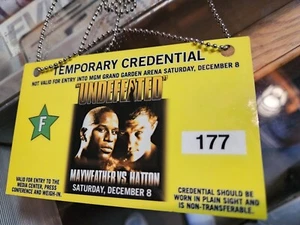 TEMPORARY CREDENTIAL
NOT VALID FOR ENTRY INTO MGM GRAND GARDEN ARENA SATURDAY, DECEMBER 8
"UNDEFEATED"
F
177
MAYWEATHER VS HATTON
SATURDAY, DECEMBER 8
VALID FOR ENTRY TO THE
MEDIA CENTER, PRESS
CONFERENCE AND WEIGH-IN.
CREDENTIAL SHOULD BE
WORN IN PLAIN SIGHT AND
IS NON-TRANSFERABLE.